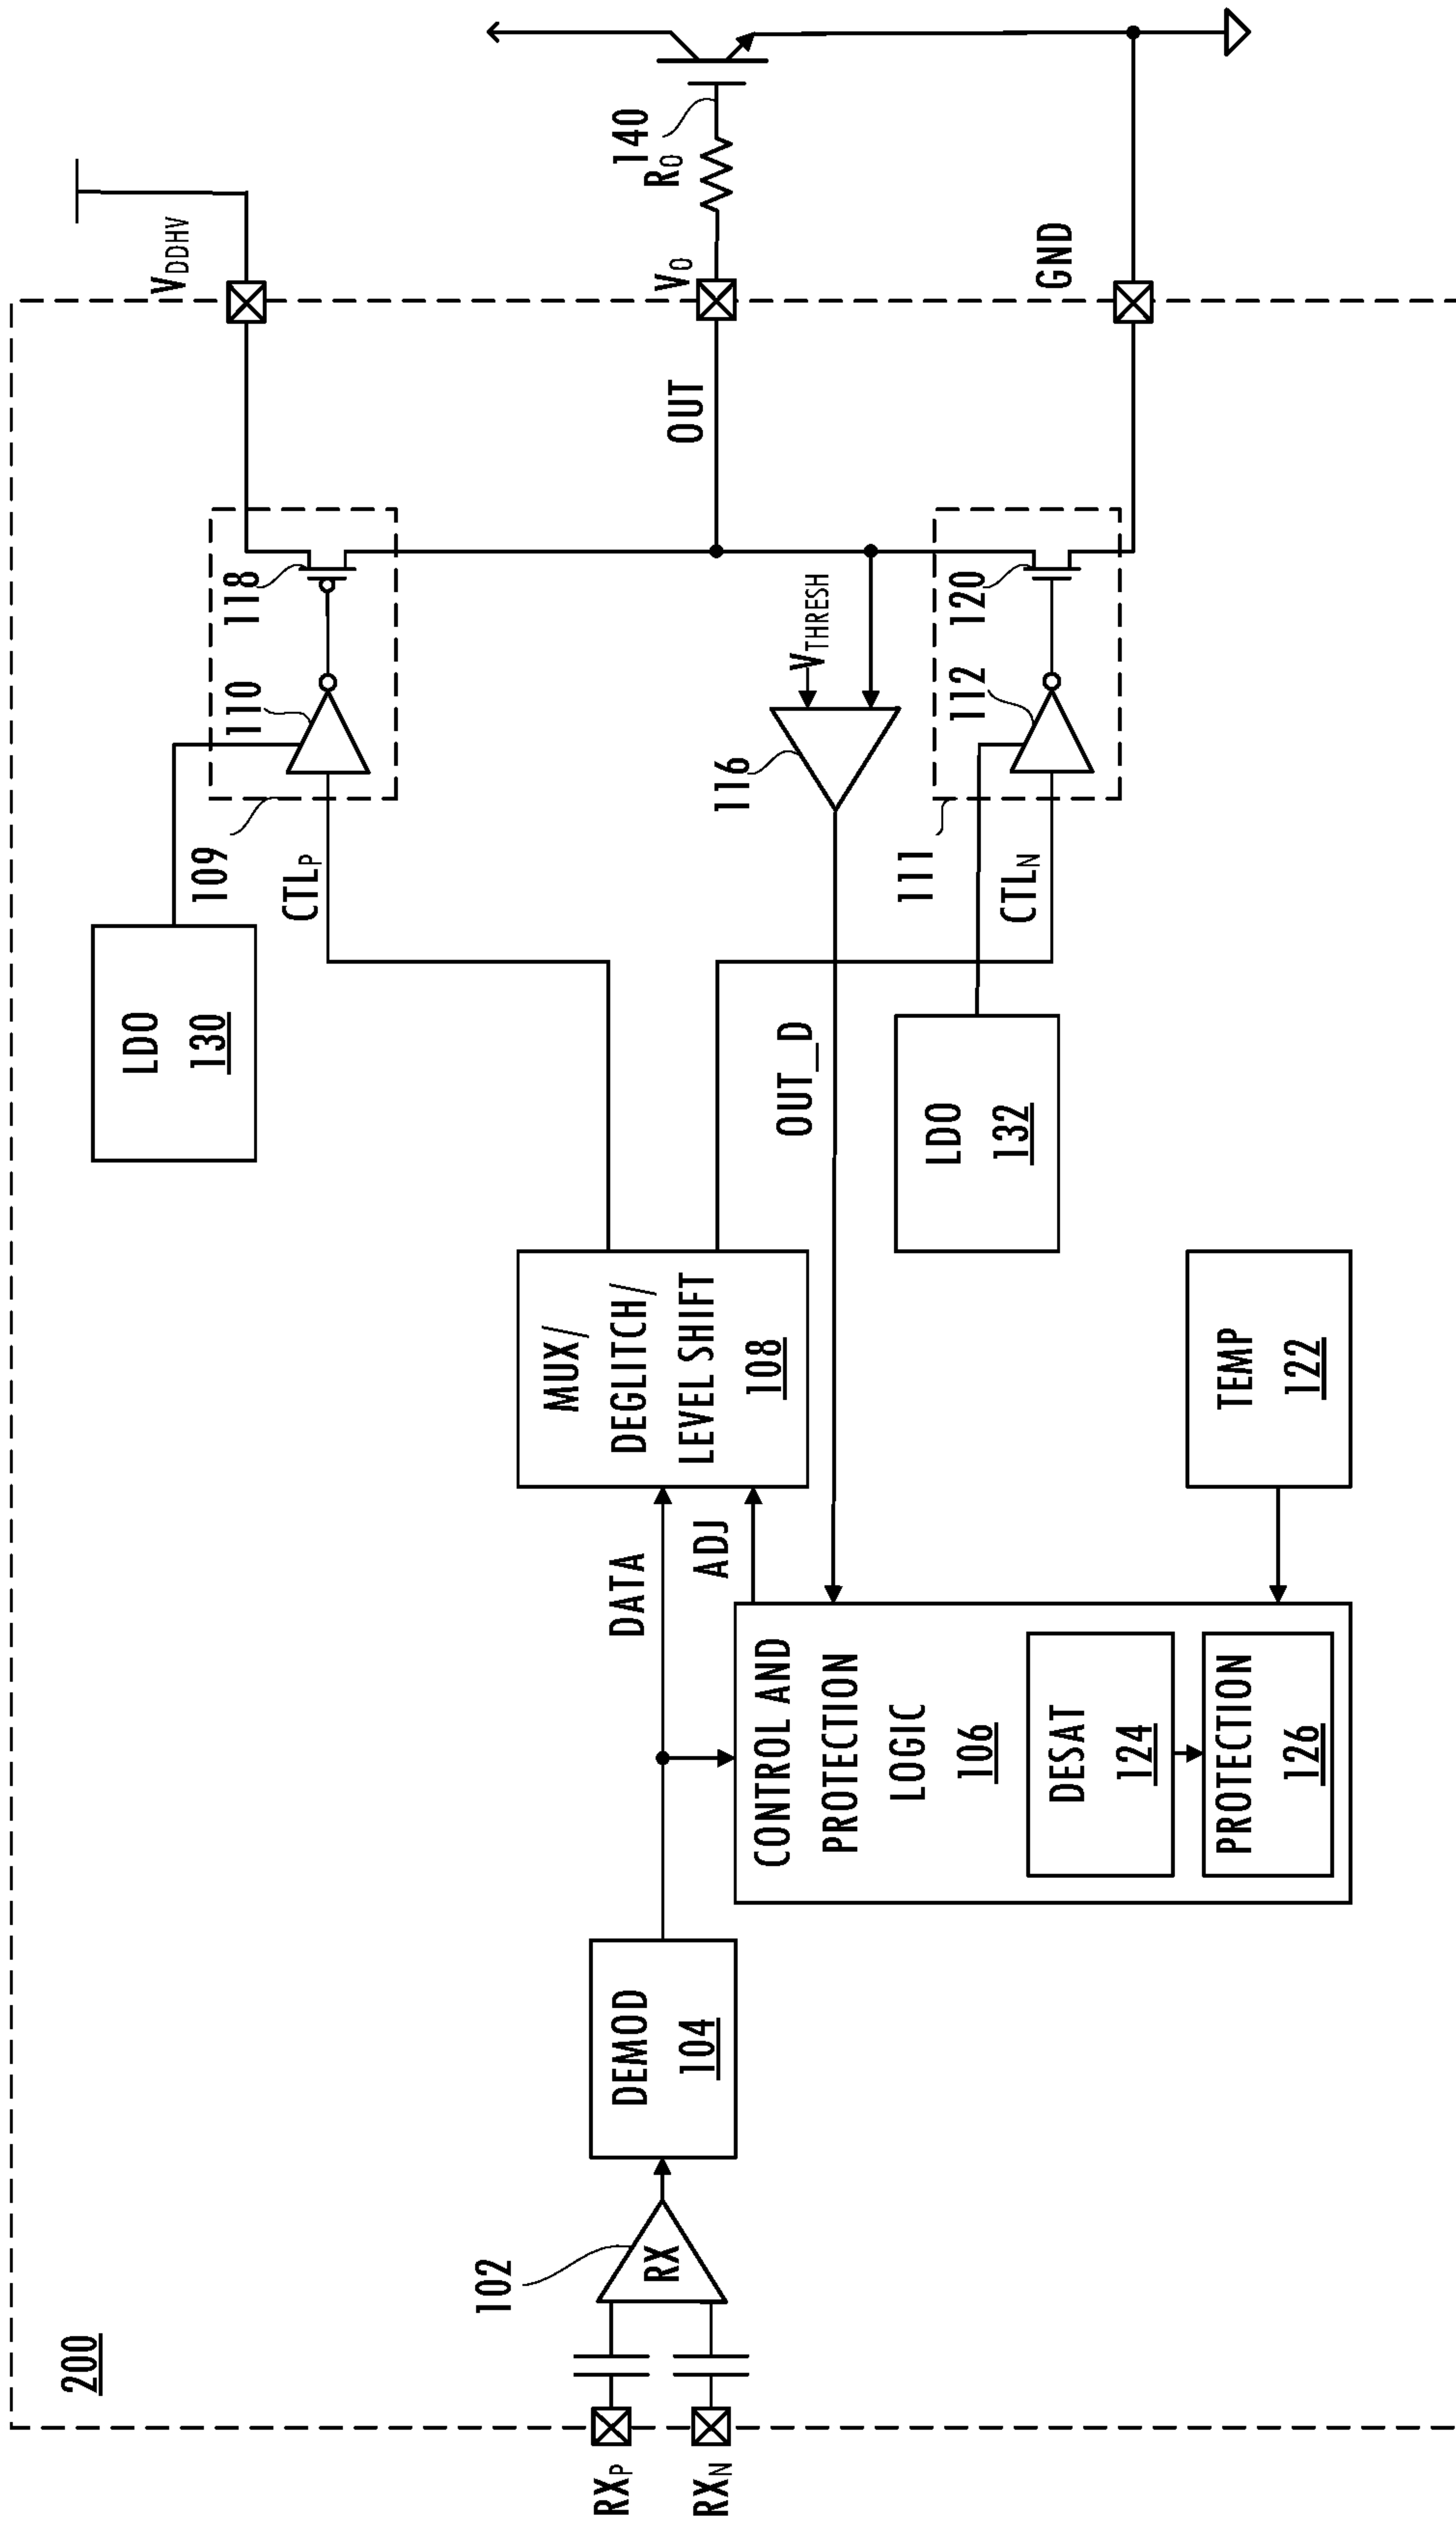 200
RXP
RXN
102
RX
DEMOD
104
DATA
ADJ
CONTROL AND
PROTECTION
LOGIC
106
DESAT
124
PROTECTION
126
MUX/
DEGLITCH/
LEVEL SHIFT
108
TEMP
122
LDO
130
LDO
132
OUT_D
109
CTLP
110
118
116
VTHRESH
111
CTLN
112
120
OUT
VDDHV
VO
GND
RO
140